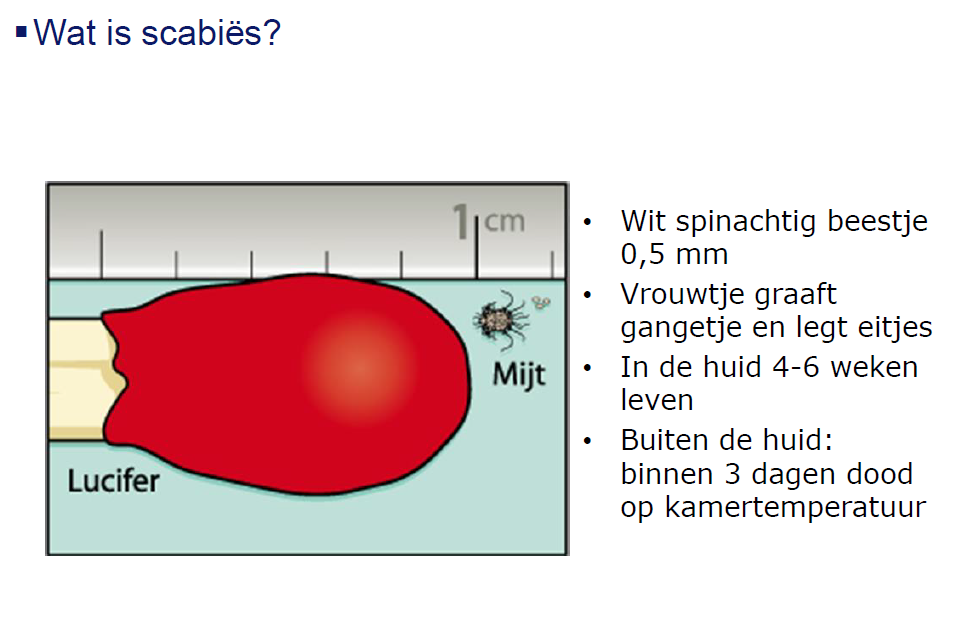 ▪Wat is scabiës?
1 cm
Mijt
Lucifer
• Wit spinachtig beestje
0,5 mm
• Vrouwtje graaft
gangetje en legt eitjes
• In de huid 4-6 weken
leven
• Buiten de huid:
binnen 3 dagen dood
op kamertemperatuur